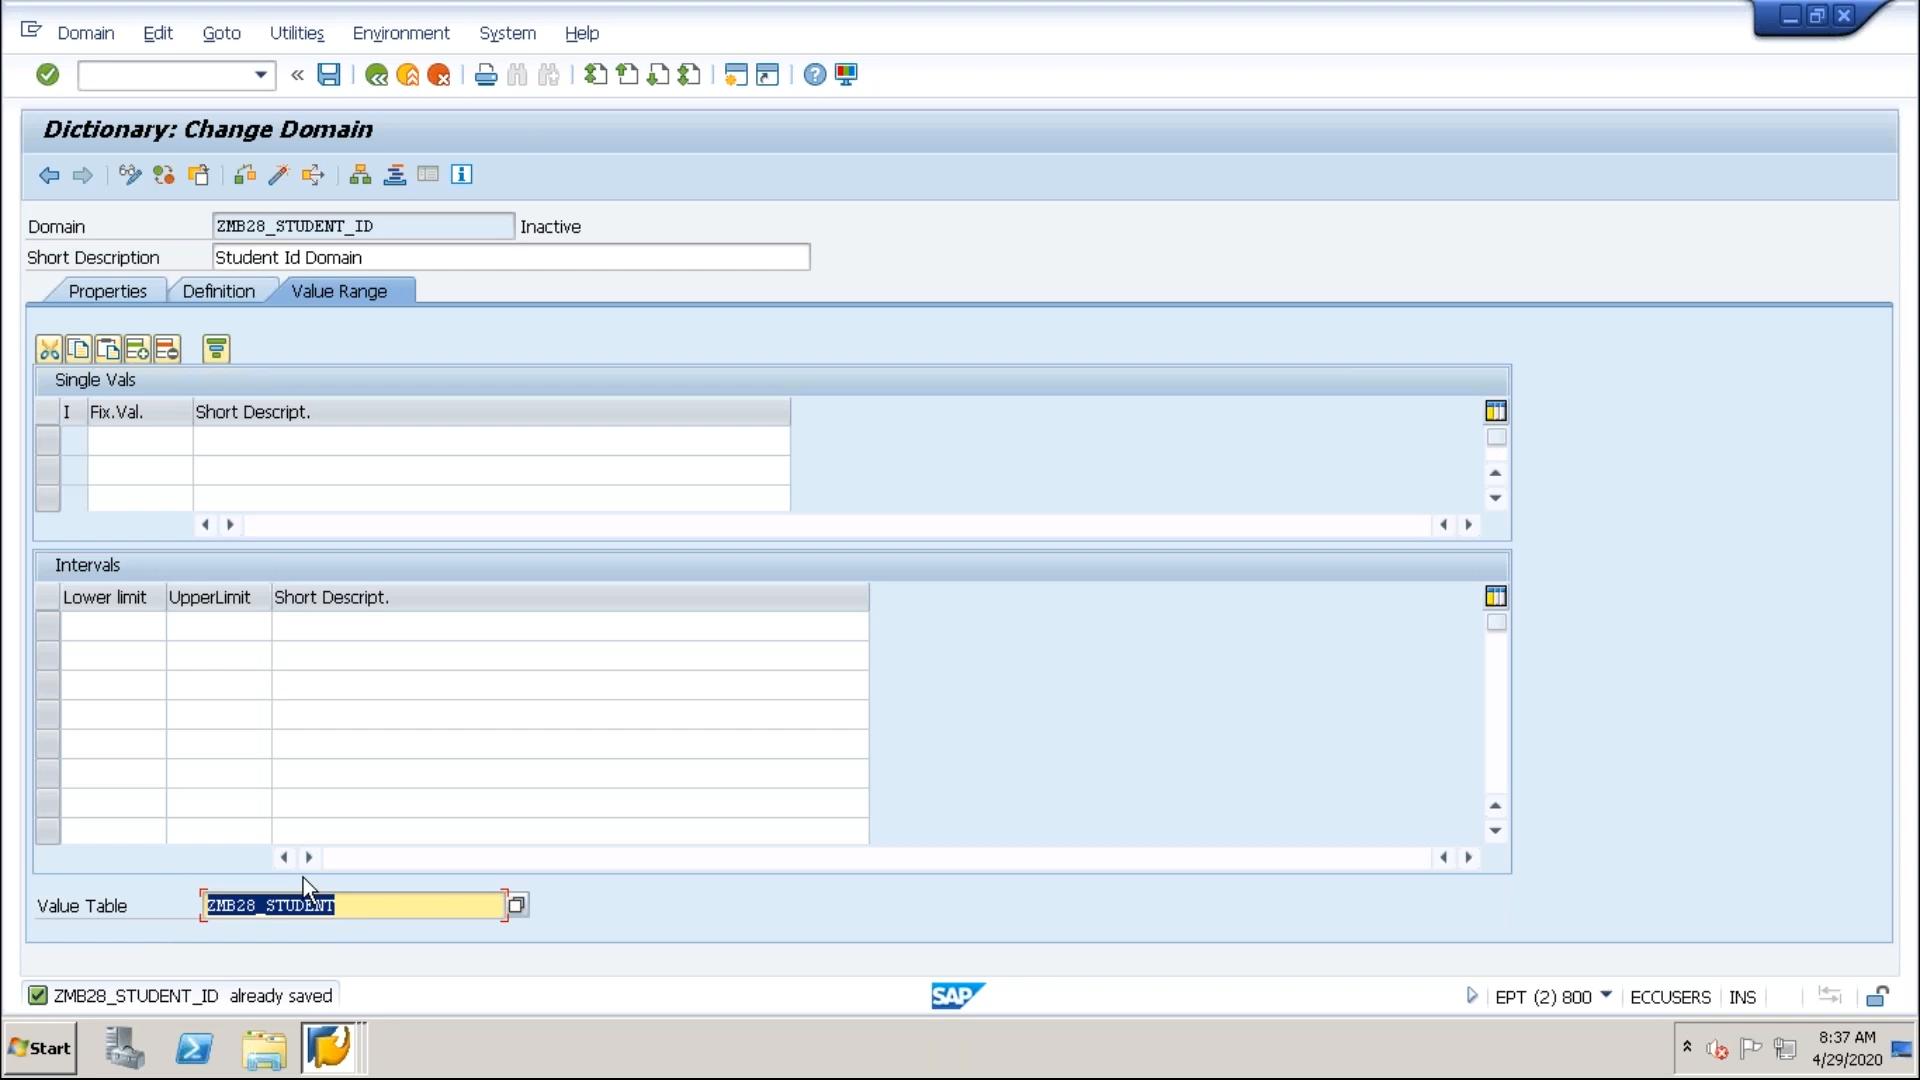 Domain Edit Goto Utilities Environment System Help
Dictionary: Change Domain
Domain ZMB28_STUDENT_ID Inactive
Short Description Student Id Domain
Properties Definition Value Range
Single Vals
I Fix.Val. Short Descript.
Intervals
Lower limit UpperLimit Short Descript.
Value Table ZMB28_STUDENT
ZMB28_STUDENT_ID already saved SAP EPT (2) 800 ECCUSERS INS
Start 8:37 AM
4/29/2020